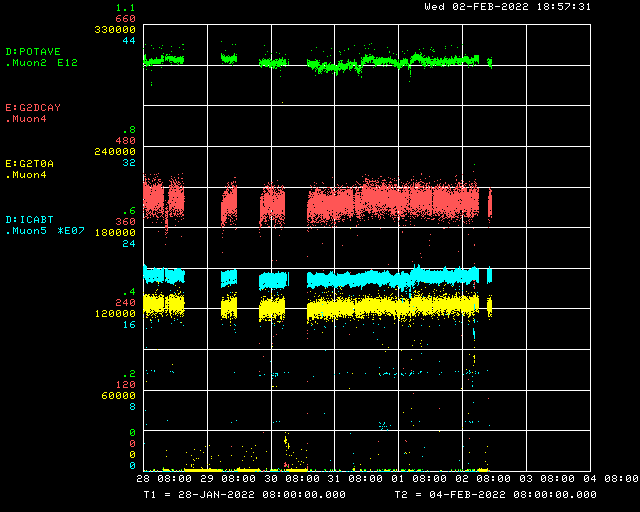 Wed 02-FEB-2022 18:57:31
1.1
660
330000
44
D:POTAVE
.Muon2 E12
E:G2DCAY
.Muon4
.8
480
240000
32
E:G2T0A
.Muon4
.6
360
180000
24
D:ICABT
.Muon5 *E07
.4
240
120000
16
.2
120
60000
8
0
0
0
0
28 08:00 29 08:00 30 08:00 31 08:00 01 08:00 02 08:00 03 08:00 04 08:00
T1 = 28-JAN-2022 08:00:00.000 T2 = 04-FEB-2022 08:00:00.000